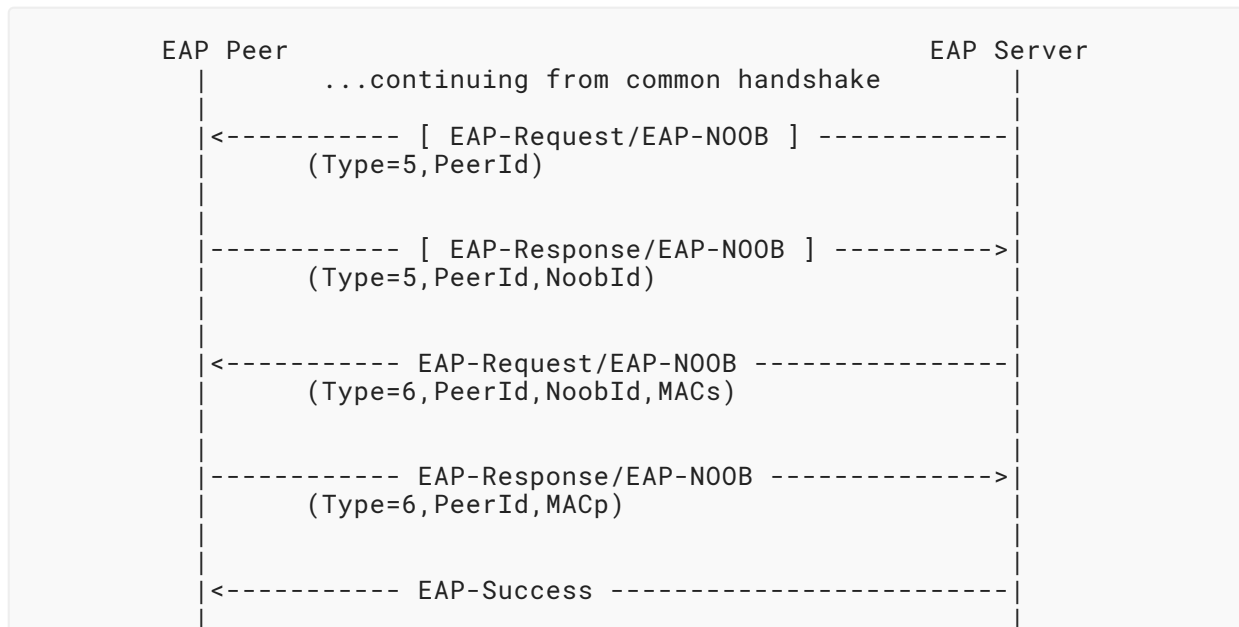 EAP Peer                                         EAP Server
  |       ...continuing from common handshake         |
  |                                                   |
  |<----------- [ EAP-Request/EAP-NOOB ] ------------|
  |      (Type=5,PeerId)                              |
  |                                                   |
  |                                                   |
  |------------ [ EAP-Response/EAP-NOOB ] ---------->|
  |      (Type=5,PeerId,NoobId)                       |
  |                                                   |
  |                                                   |
  |<----------- EAP-Request/EAP-NOOB ----------------|
  |      (Type=6,PeerId,NoobId,MACs)                  |
  |                                                   |
  |                                                   |
  |------------ EAP-Response/EAP-NOOB -------------->|
  |      (Type=6,PeerId,MACp)                         |
  |                                                   |
  |                                                   |
  |<----------- EAP-Success -------------------------|
  |                                                   |